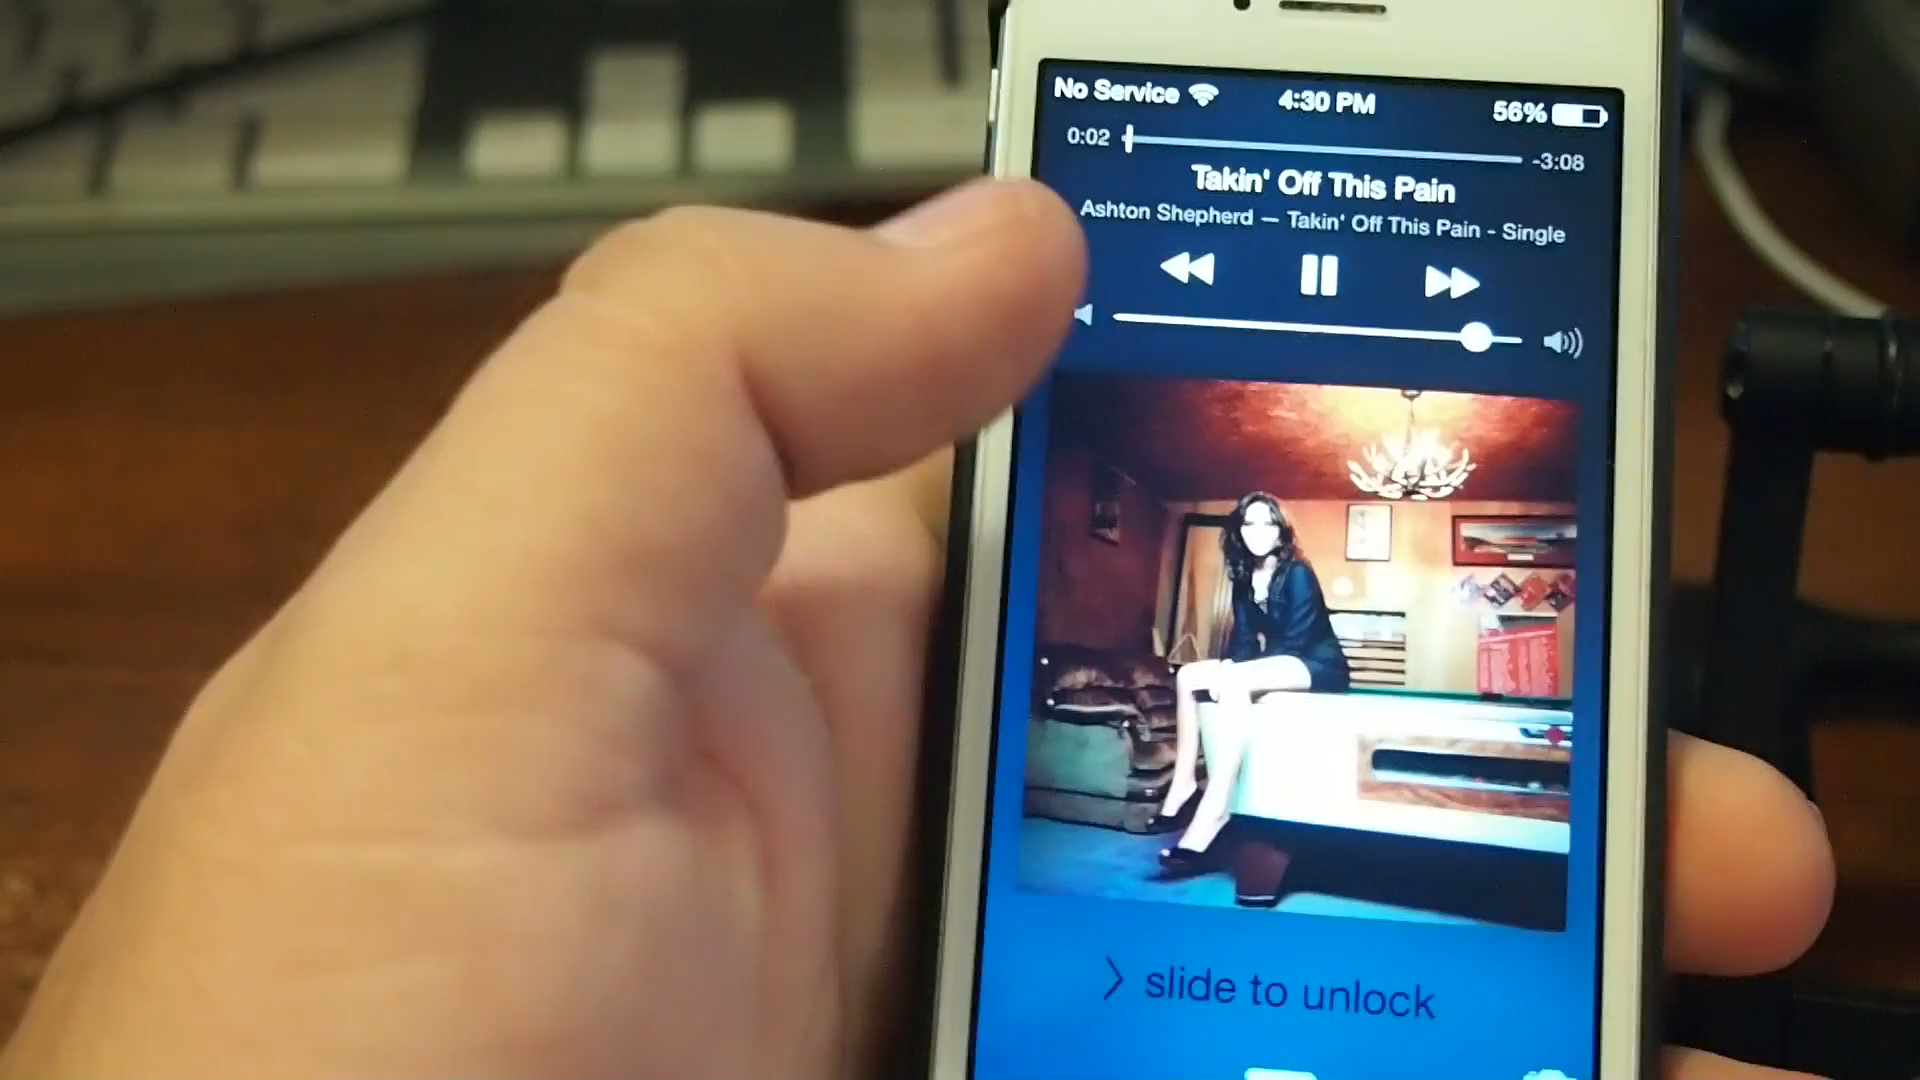 No Service 4:30 PM 56%
0:02 -3:08
Takin' Off This Pain
Ashton Shepherd — Takin' Off This Pain - Single
> slide to unlock